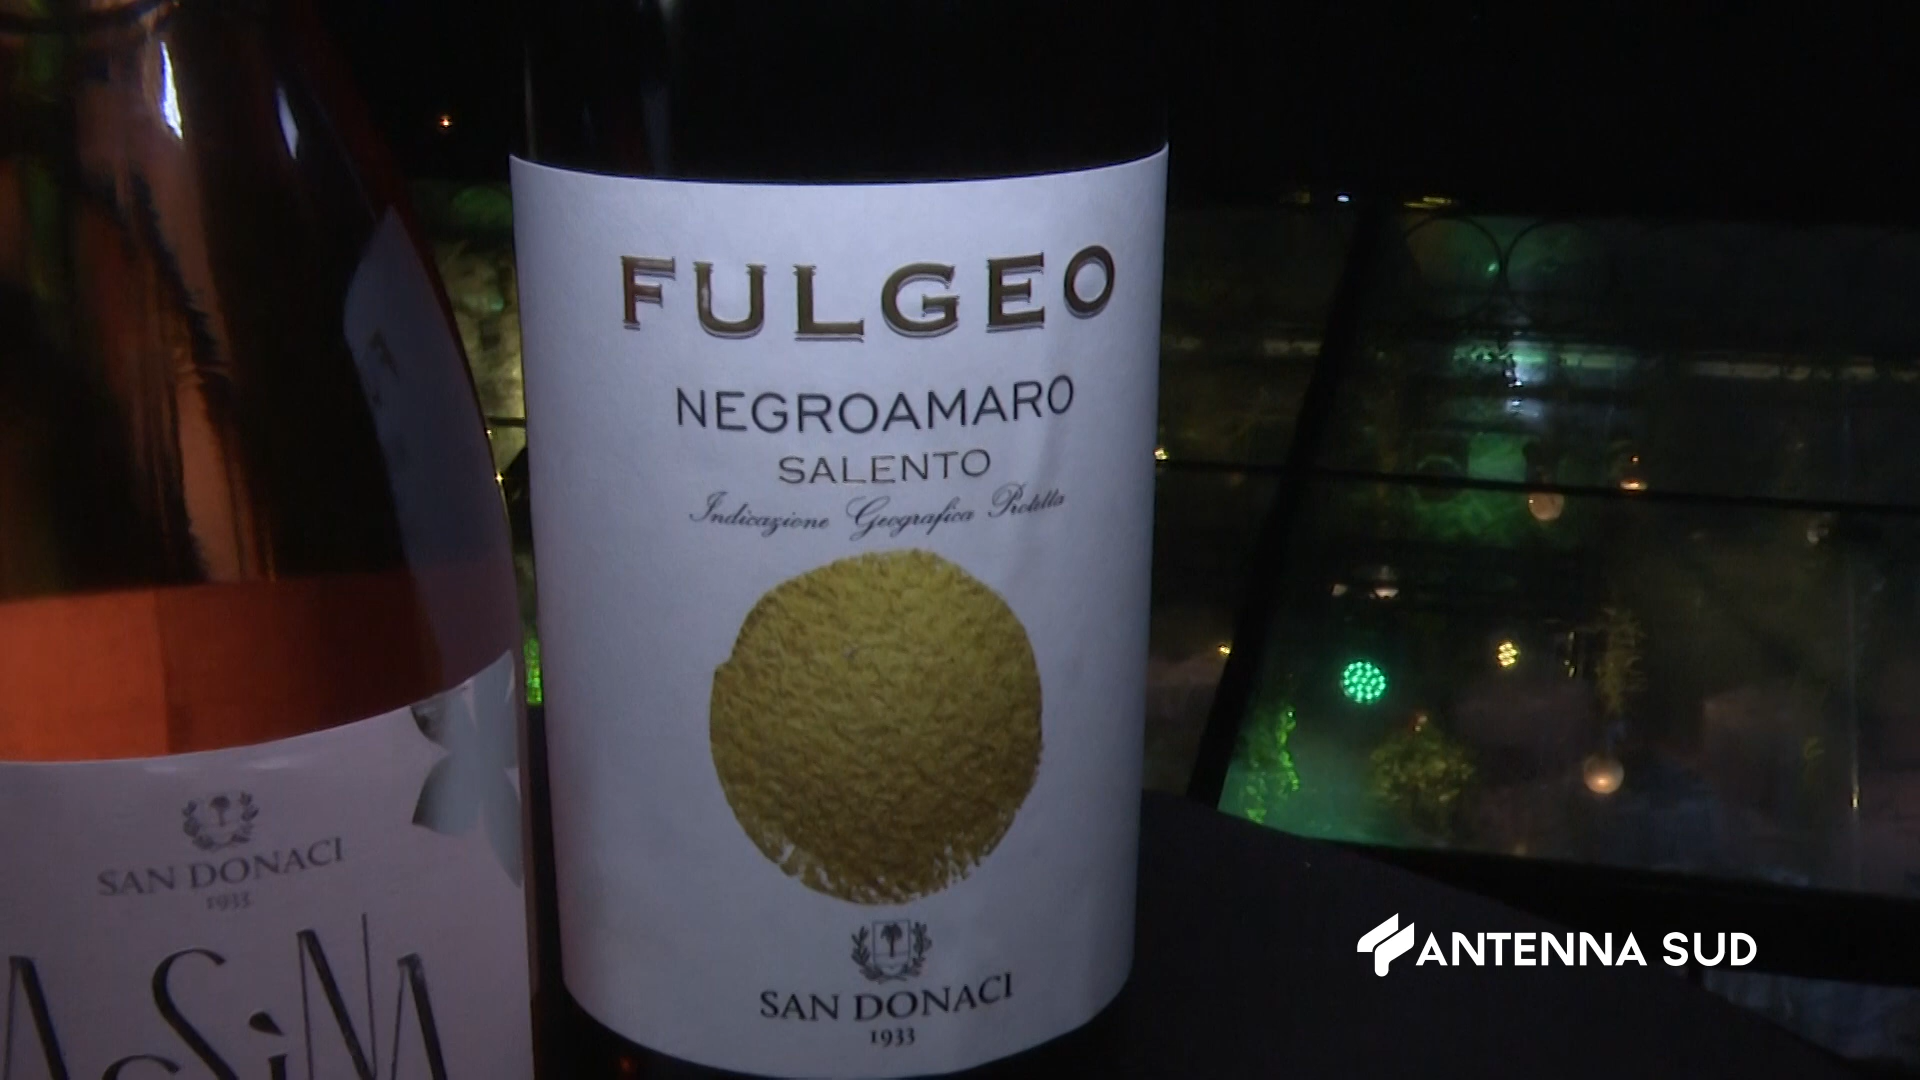 FULGEO
NEGROAMARO
SALENTO
Indicazione Geografica Protetta
SAN DONACI
1933
SAN DONACI
1933
ANTENNA SUD